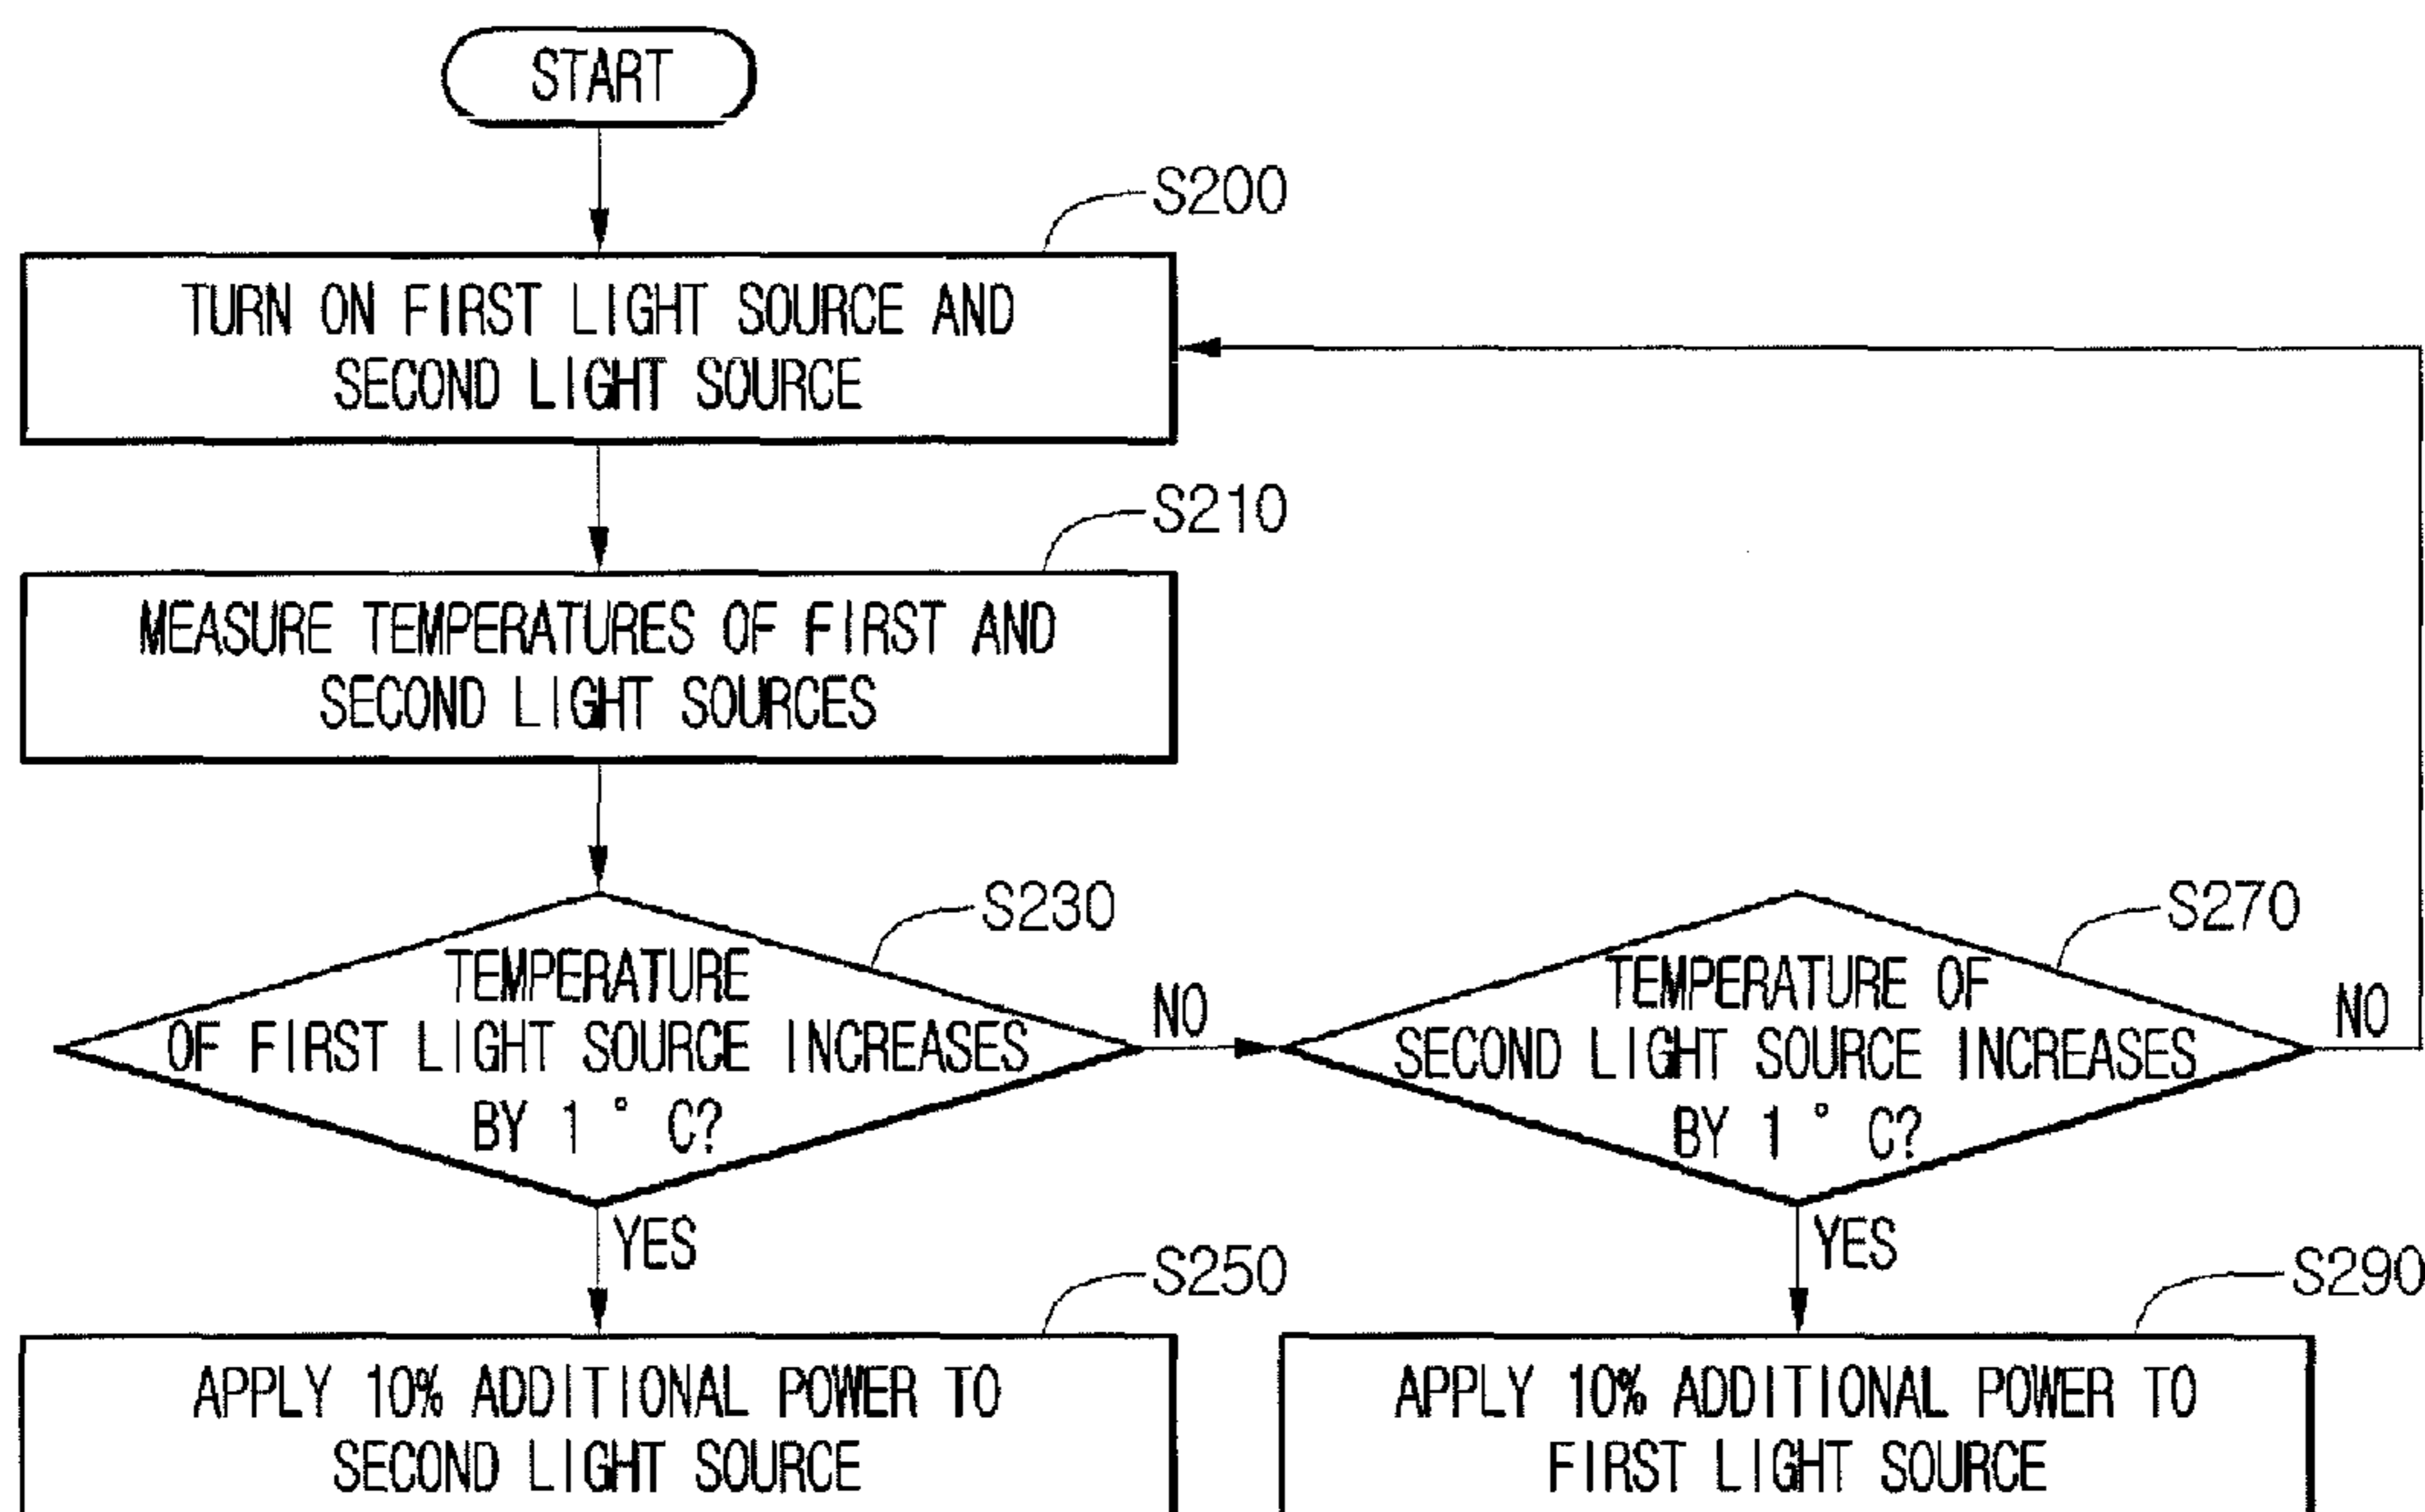 START
S200
TURN ON FIRST LIGHT SOURCE AND
SECOND LIGHT SOURCE
S210
MEASURE TEMPERATURES OF FIRST AND
SECOND LIGHT SOURCES
S230
TEMPERATURE
OF FIRST LIGHT SOURCE INCREASES
BY 1 ° C?
NO
S270
TEMPERATURE OF
SECOND LIGHT SOURCE INCREASES
BY 1 ° C?
NO
YES
S250
APPLY 10% ADDITIONAL POWER TO
SECOND LIGHT SOURCE
YES
S290
APPLY 10% ADDITIONAL POWER TO
FIRST LIGHT SOURCE